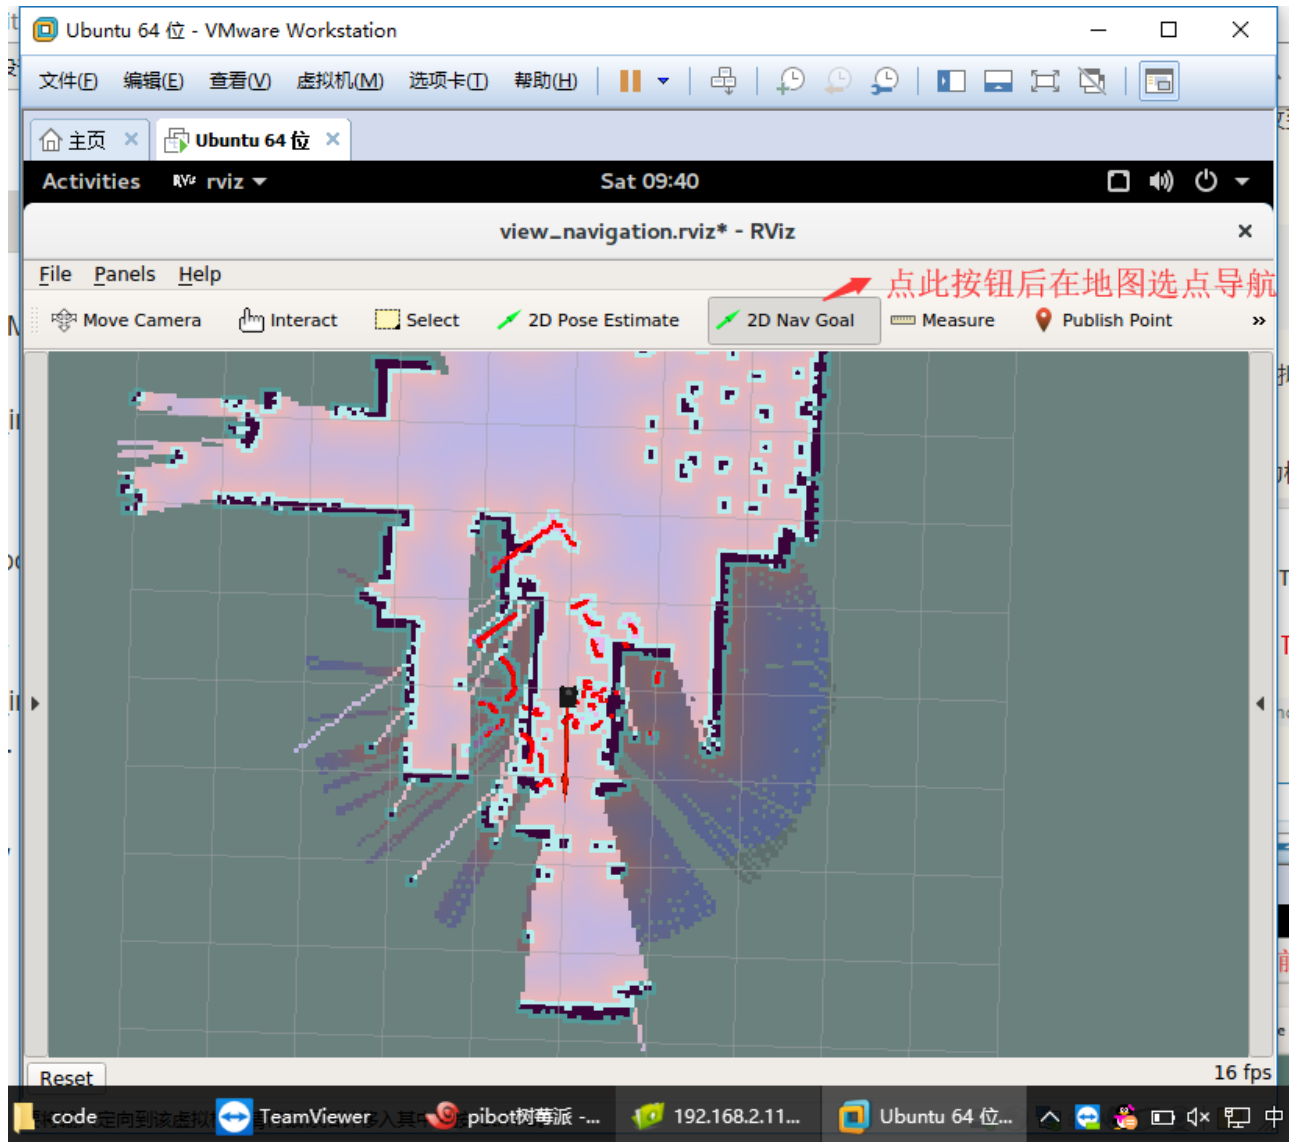 Ubuntu 64 位 - VMware Workstation
文件(F) 编辑(E) 查看(V) 虚拟机(M) 选项卡(T) 帮助(H)
主页 × Ubuntu 64 位 ×
Activities RViz rviz Sat 09:40
view_navigation.rviz* - RViz
File Panels Help
点此按钮后在地图选点导航
Move Camera Interact Select 2D Pose Estimate 2D Nav Goal Measure Publish Point »
Reset
16 fps
code TeamViewer pibot树莓派 -... 192.168.2.11... Ubuntu 64 位... 中